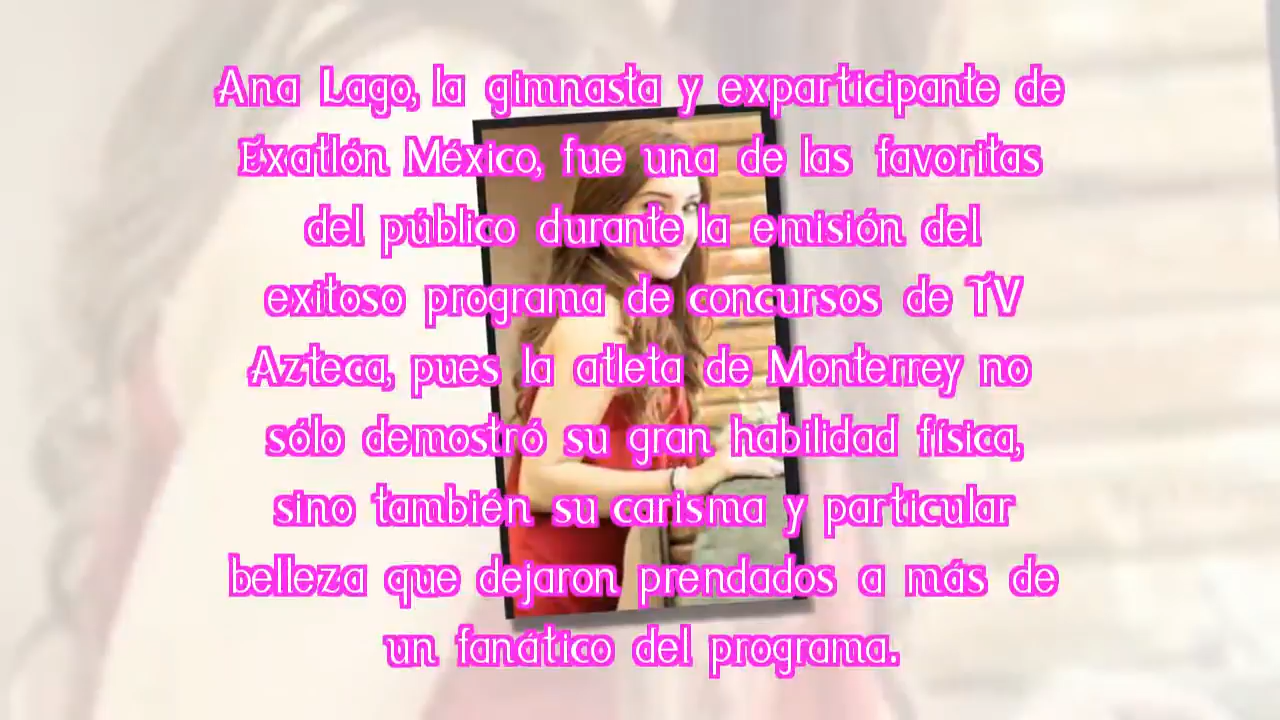 Ana Lago, la gimnasta y exparticipante de
Exatlón México, fue una de las favoritas
del público durante la emisión del
exitoso programa de concursos de TV
Azteca, pues la atleta de Monterrey no
sólo demostró su gran habilidad física,
sino también su carisma y particular
belleza que dejaron prendados a más de
un fanático del programa.